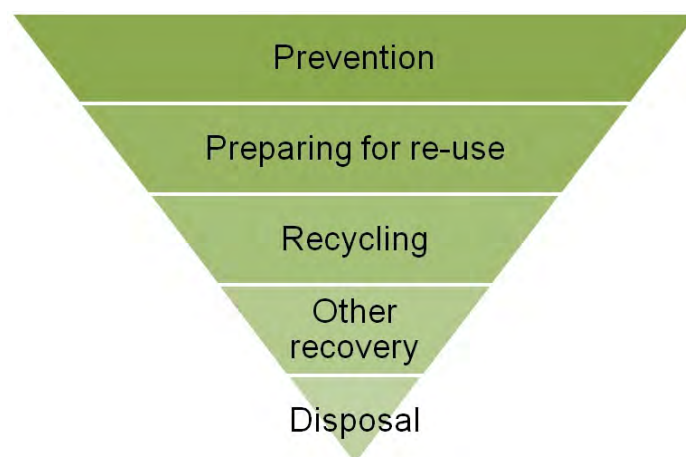 Prevention
Preparing for re-use
Recycling
Other
recovery
Disposal